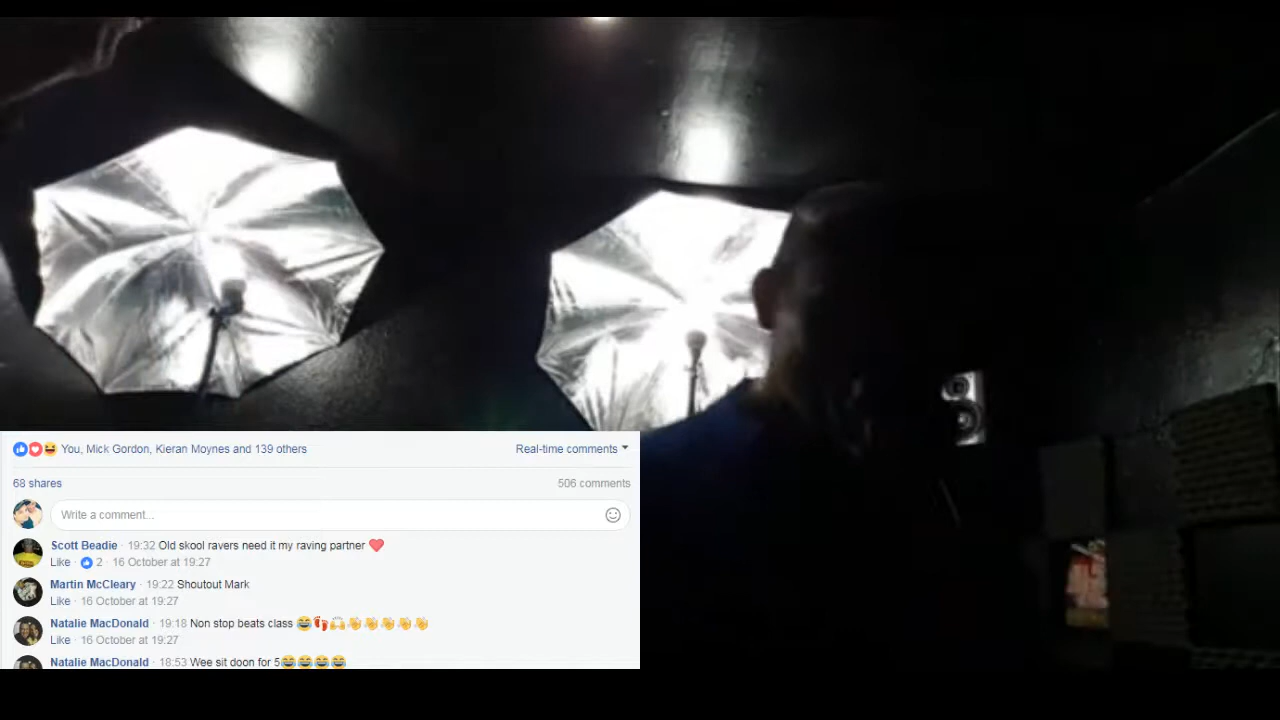 You, Mick Gordon, Kieran Moynes and 139 others Real-time comments
68 shares 506 comments
Write a comment...
Scott Beadie · 19:32 Old skool ravers need it my raving partner ❤️
Like · 2 · 16 October at 19:27
Martin McCleary · 19:22 Shoutout Mark
Like · 16 October at 19:27
Natalie MacDonald · 19:18 Non stop beats class 😂👣🙌👏👏👏👏👏
Like · 16 October at 19:27
Natalie MacDonald · 18:53 Wee sit doon for 5😂😂😂😂